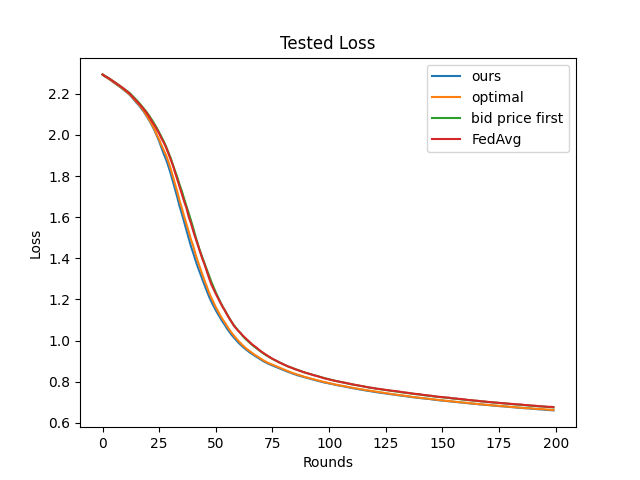 Tested Loss
ours
optimal
bid price first
FedAvg
Loss
2.2
2.0
1.8
1.6
1.4
1.2
1.0
0.8
0.6
0 25 50 75 100 125 150 175 200
Rounds